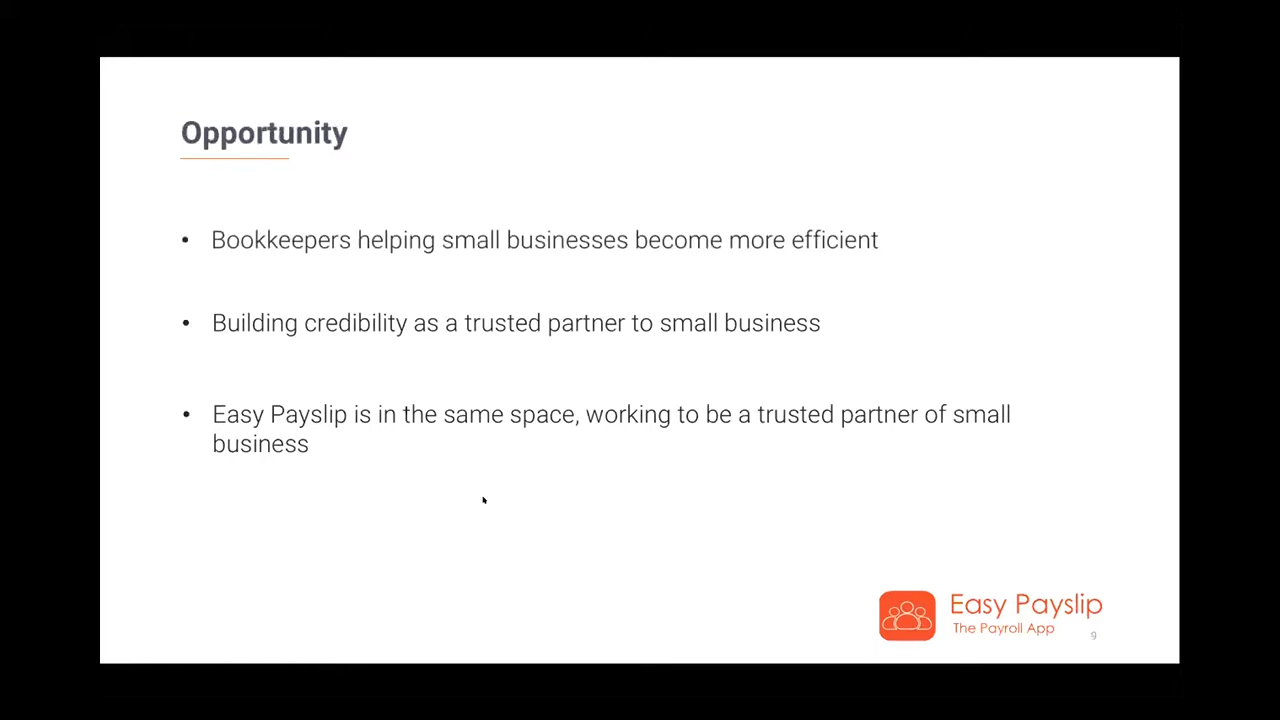 Opportunity
• Bookkeepers helping small businesses become more efficient
• Building credibility as a trusted partner to small business
• Easy Payslip is in the same space, working to be a trusted partner of small
business
Easy Payslip
The Payroll App
9